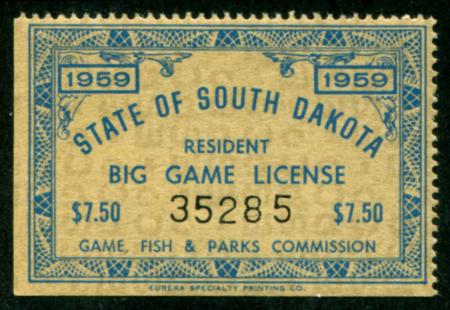 1959 1959
STATE OF SOUTH DAKOTA
RESIDENT
BIG GAME LICENSE
$7.50 35285 $7.50
GAME, FISH & PARKS COMMISSION
EUREKA SPECIALTY PRINTING CO.